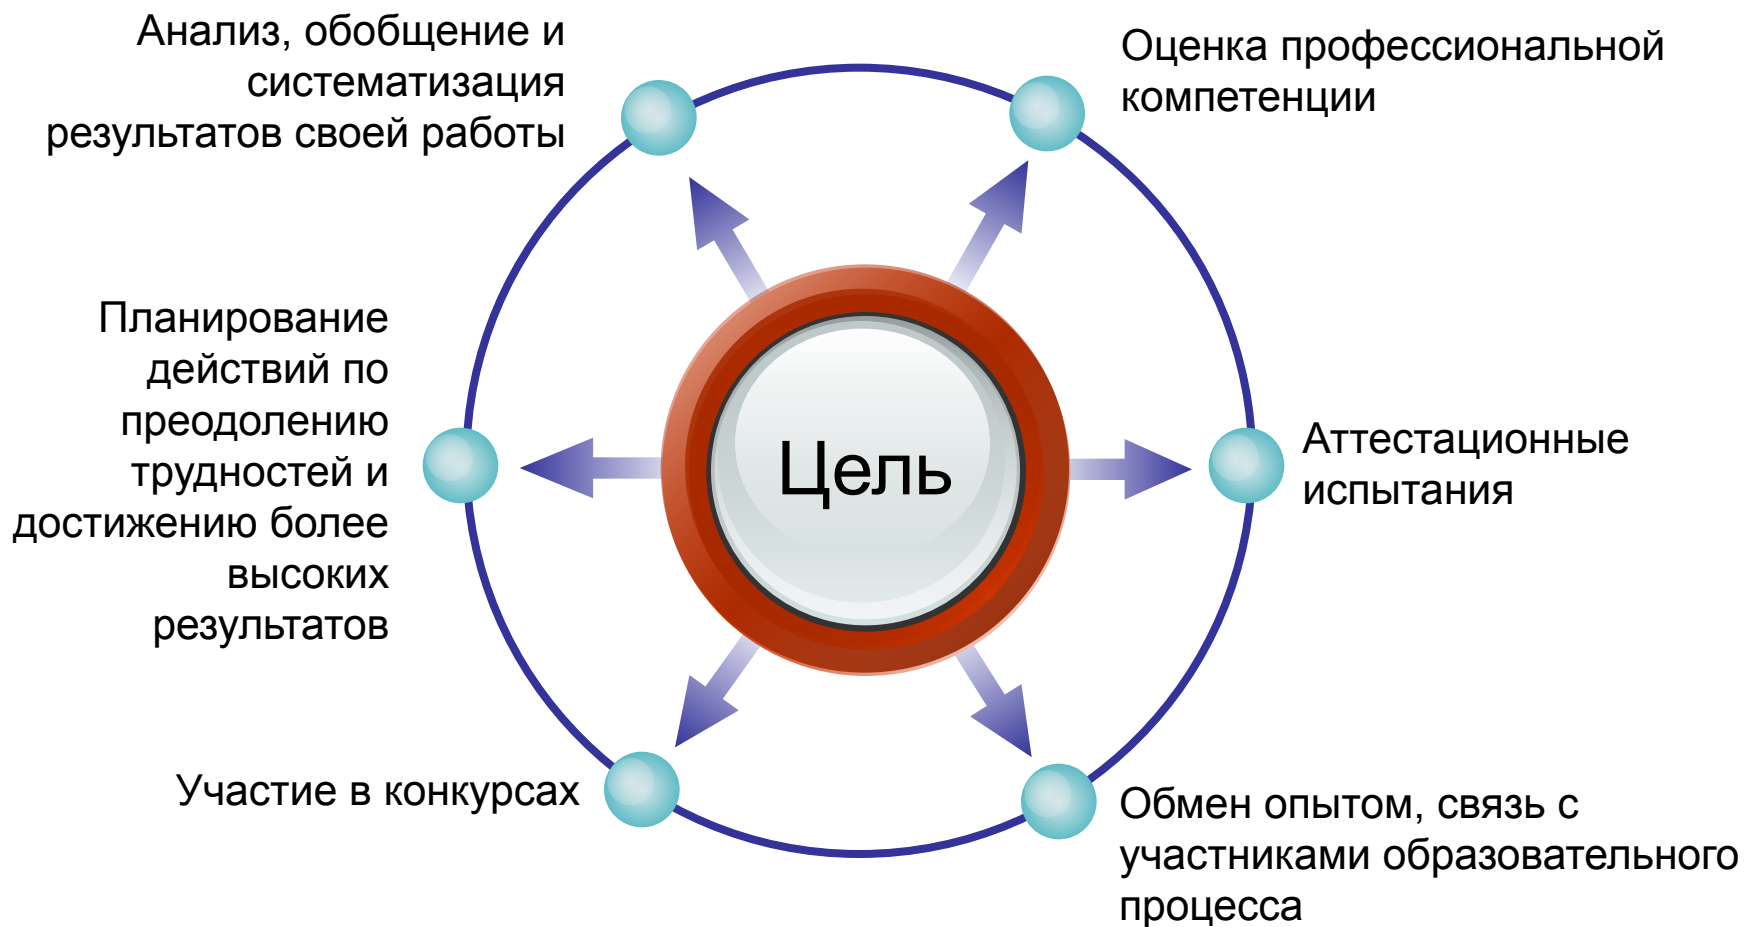 Анализ, обобщение и
систематизация
результатов своей работы
Оценка профессиональной
компетенции
Планирование
действий по
преодолению
трудностей и
достижению более
высоких
результатов
Цель
Аттестационные
испытания
Участие в конкурсах
Обмен опытом, связь с
участниками образовательного
процесса